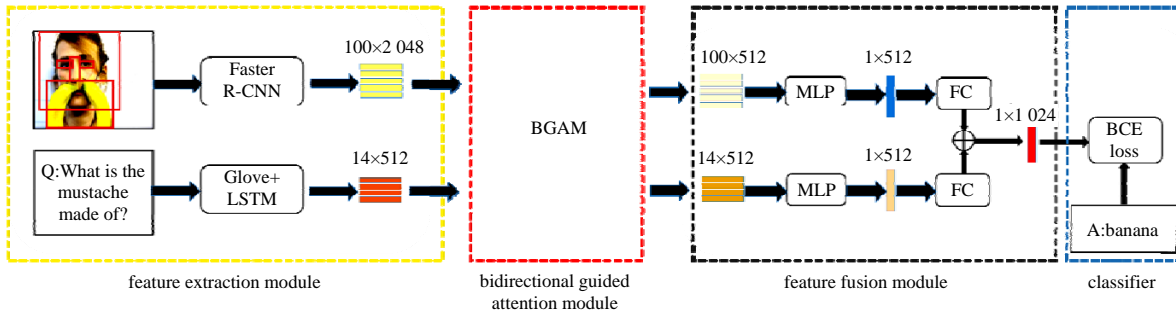 100×2 048
Faster
R-CNN
Q:What is the
mustache
made of?
Glove+
LSTM
14×512
feature extraction module
BGAM
bidirectional guided
attention module
100×512
MLP
1×512
FC
1×1 024
14×512
MLP
1×512
FC
feature fusion module
BCE
loss
A:banana
classifier